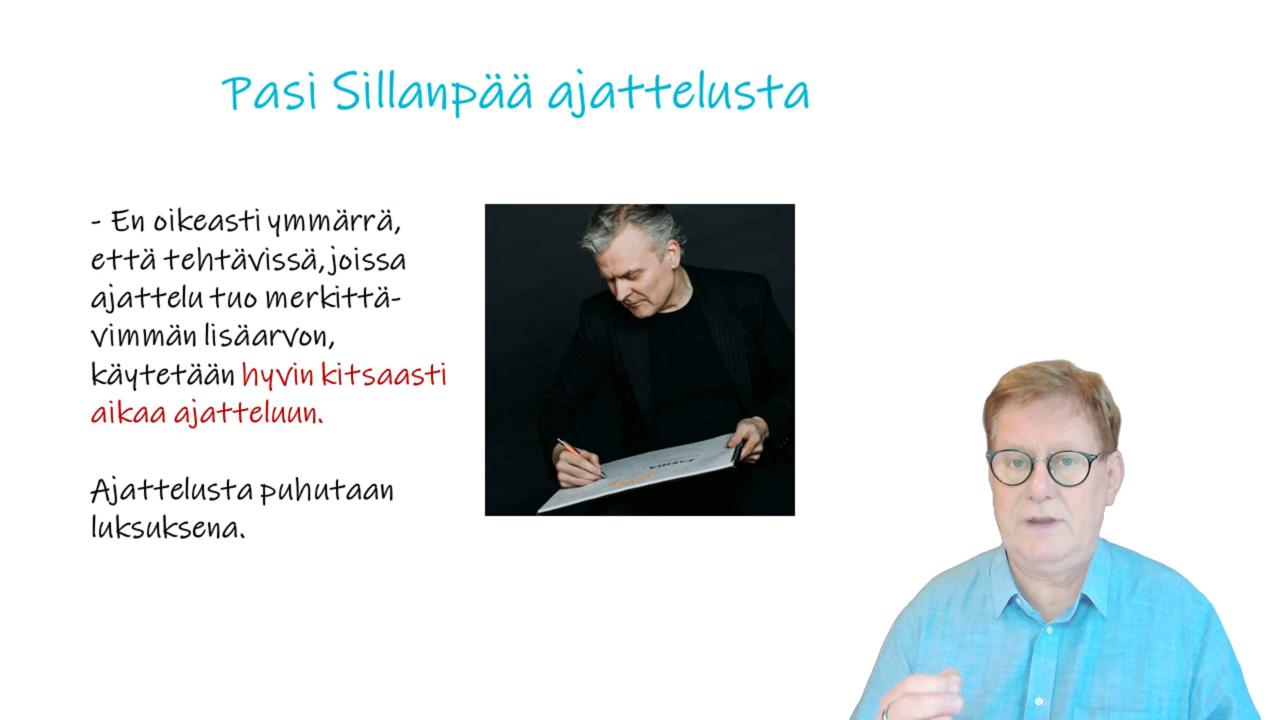 Pasi Sillanpää ajattelusta
- En oikeasti ymmärrä,
että tehtävissä, joissa
ajattelu tuo merkittä-
vimmän lisäarvon,
käytetään hyvin kitsaasti
aikaa ajatteluun.
Ajattelusta puhutaan
luksuksena.